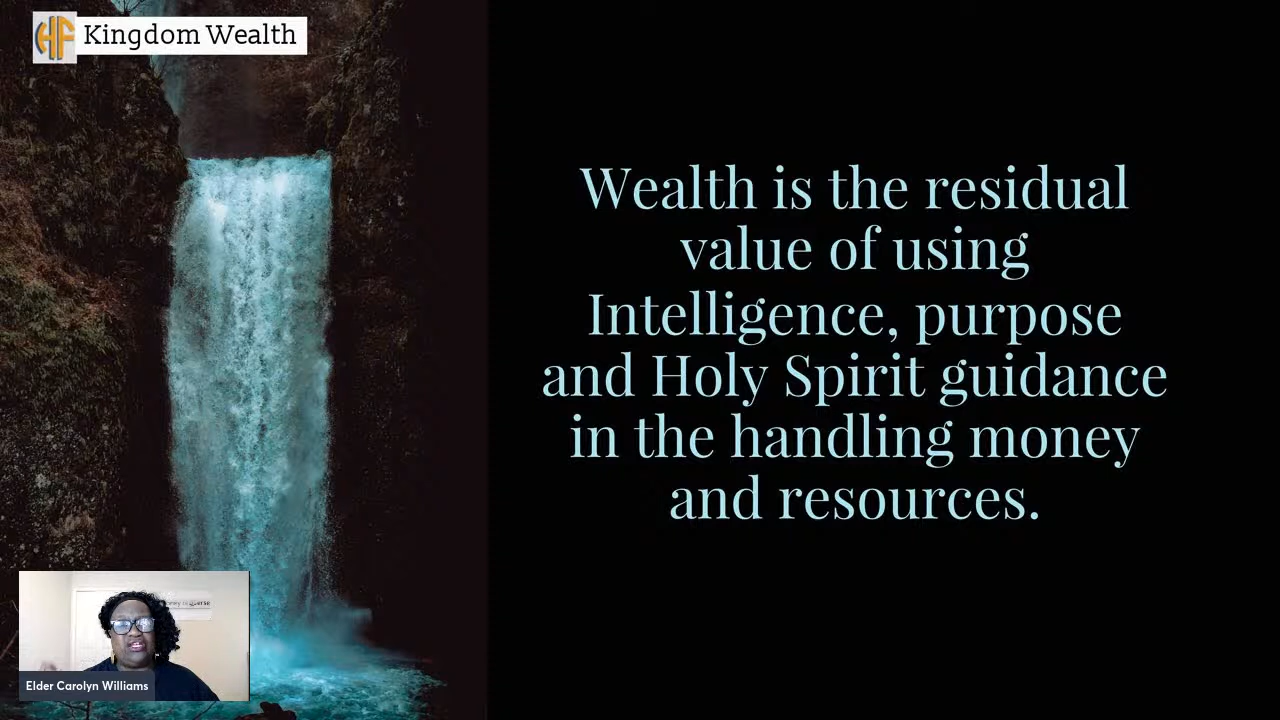 HF Kingdom Wealth
Wealth is the residual
value of using
Intelligence, purpose
and Holy Spirit guidance
in the handling money
and resources.
Elder Carolyn Williams